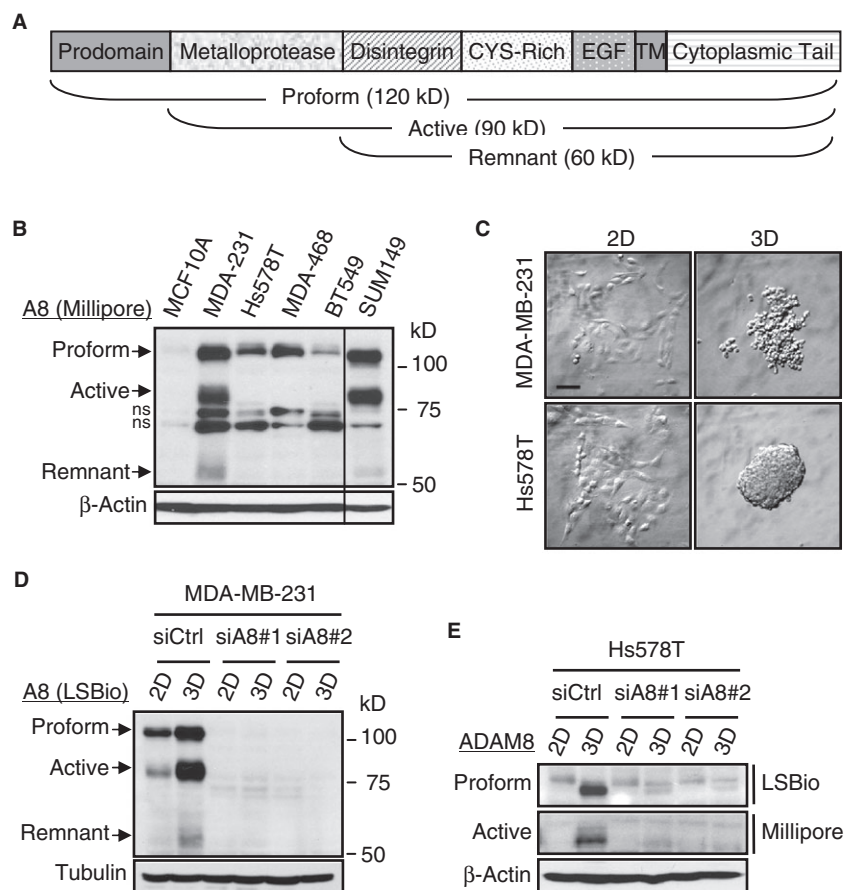 A
Prodomain Metalloprotease Disintegrin CYS-Rich EGF TM Cytoplasmic Tail
Proform (120 kD)
Active (90 kD)
Remnant (60 kD)
B
MCF10A MDA-231 Hs578T MDA-468 BT549 SUM149
A8 (Millipore)
kD
Proform
100
Active
75
ns
ns
Remnant
50
β-Actin
C
2D 3D
MDA-MB-231
Hs578T
D
MDA-MB-231
siCtrl siA8#1 siA8#2
2D 3D 2D 3D 2D 3D
A8 (LSBio)
kD
Proform
100
Active
75
Remnant
50
Tubulin
E
Hs578T
siCtrl siA8#1 siA8#2
2D 3D 2D 3D 2D 3D
ADAM8
Proform LSBio
Active Millipore
β-Actin